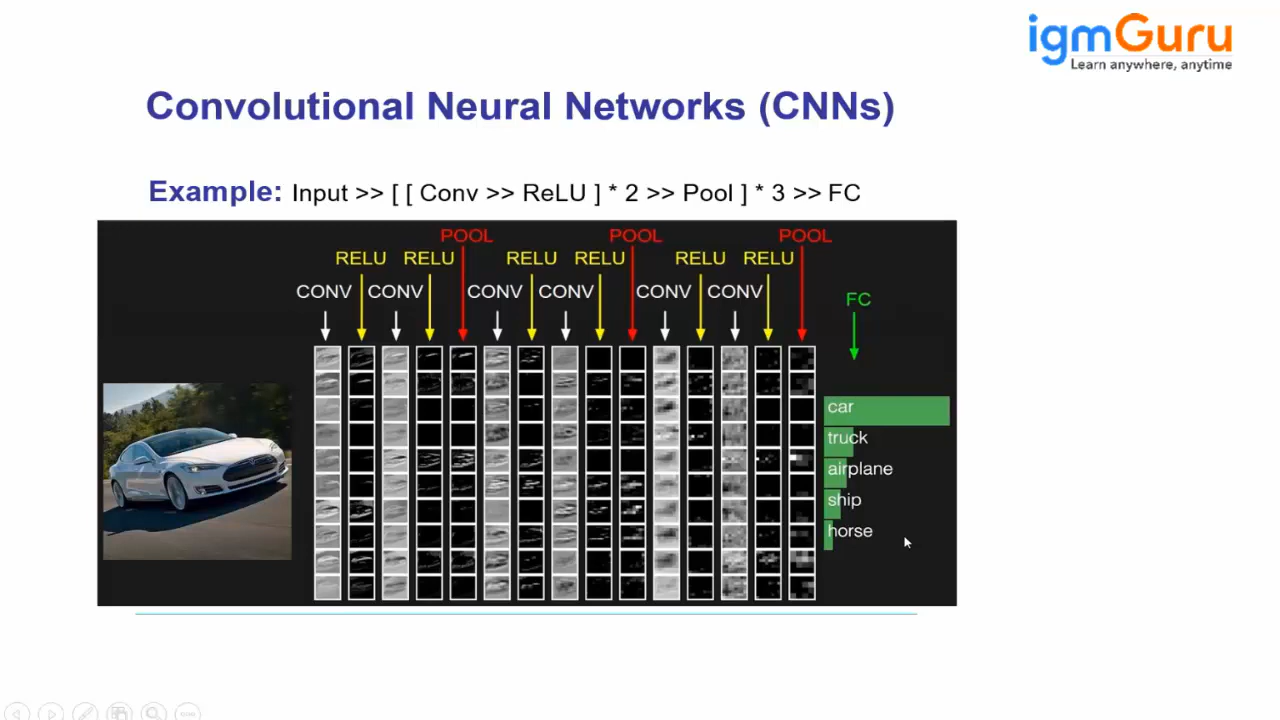 igmGuru
Learn anywhere, anytime
Convolutional Neural Networks (CNNs)
Example: Input >> [ [ Conv >> ReLU ] * 2 >> Pool ] * 3 >> FC
POOL POOL POOL
RELU RELU RELU RELU RELU RELU
CONV CONV CONV CONV CONV CONV
FC
car
truck
airplane
ship
horse